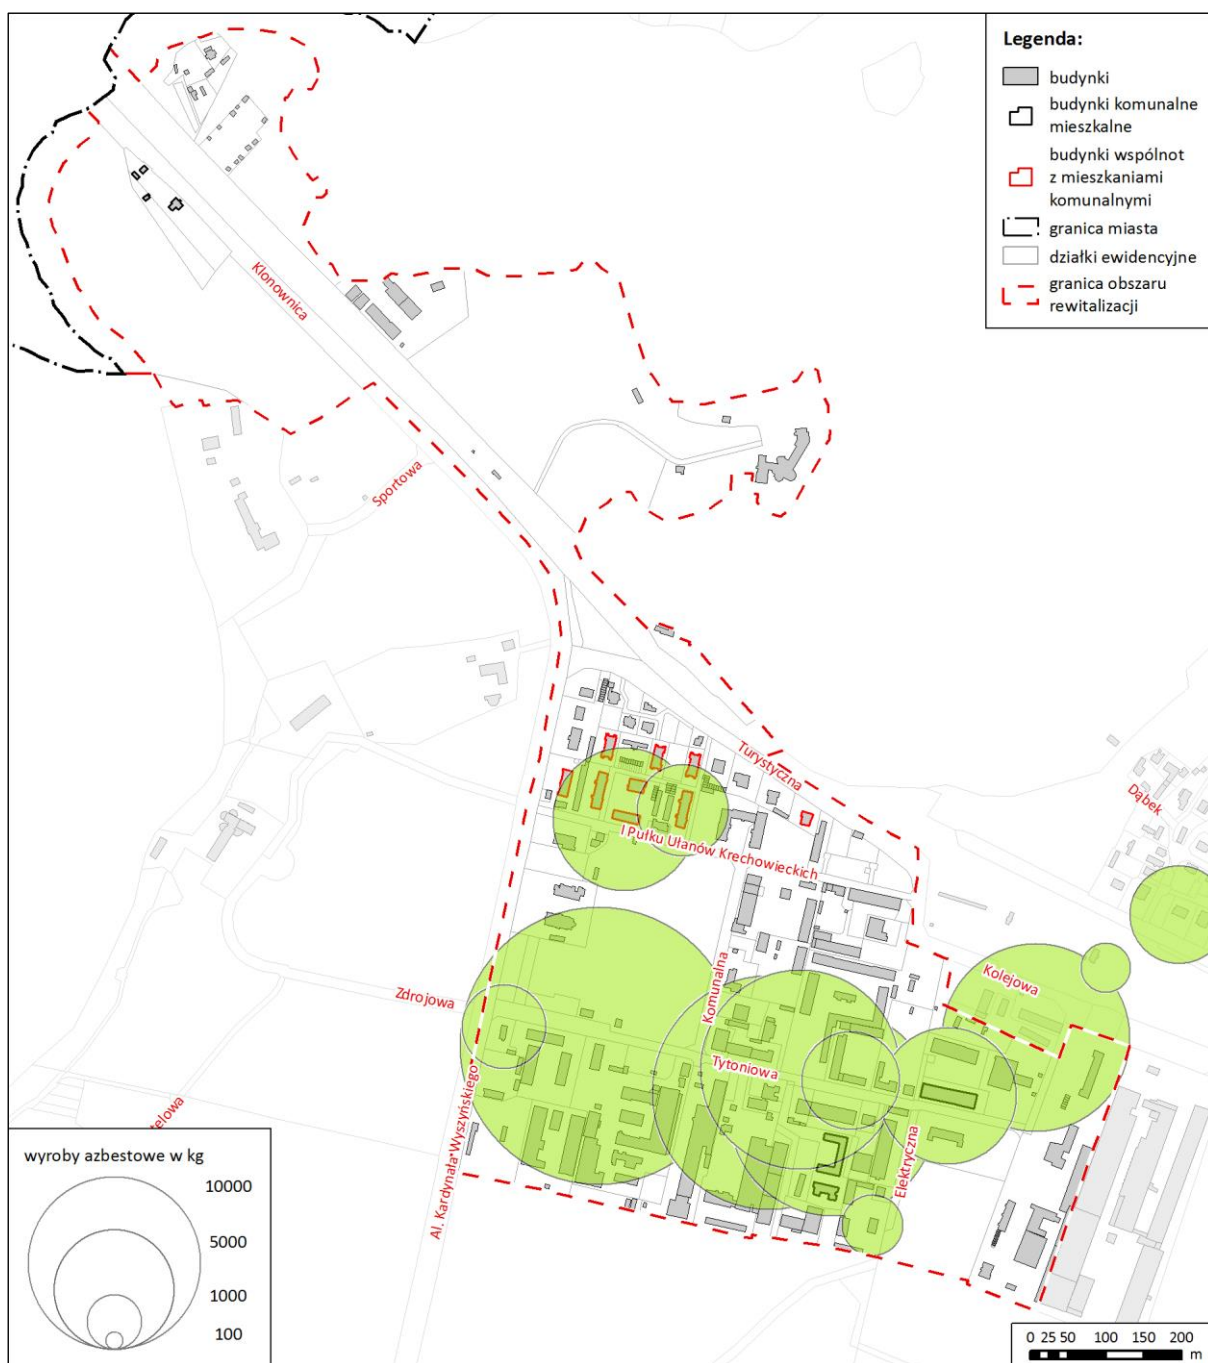 Legenda:
budynki
budynki komunalne
mieszkalne
budynki wspólnot
z mieszkaniami
komunalnymi
granica miasta
działki ewidencyjne
granica obszaru
rewitalizacji
Klonownica
Sportowa
Turystyczna
Dąbek
I Pułku Ułanów Krechowieckich
Kolejowa
Zdrojowa
Komunalna
Tytoniowa
Elektryczna
Al. Kardynała Wyszyńskiego
telowa
wyroby azbestowe w kg
10000
5000
1000
100
0 25 50 100 150 200
m